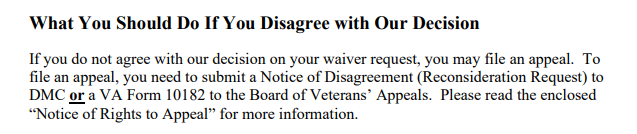 What You Should Do If You Disagree with Our Decision
If you do not agree with our decision on your waiver request, you may file an appeal.  To
file an appeal, you need to submit a Notice of Disagreement (Reconsideration Request) to
DMC or a VA Form 10182 to the Board of Veterans’ Appeals.  Please read the enclosed
“Notice of Rights to Appeal” for more information.